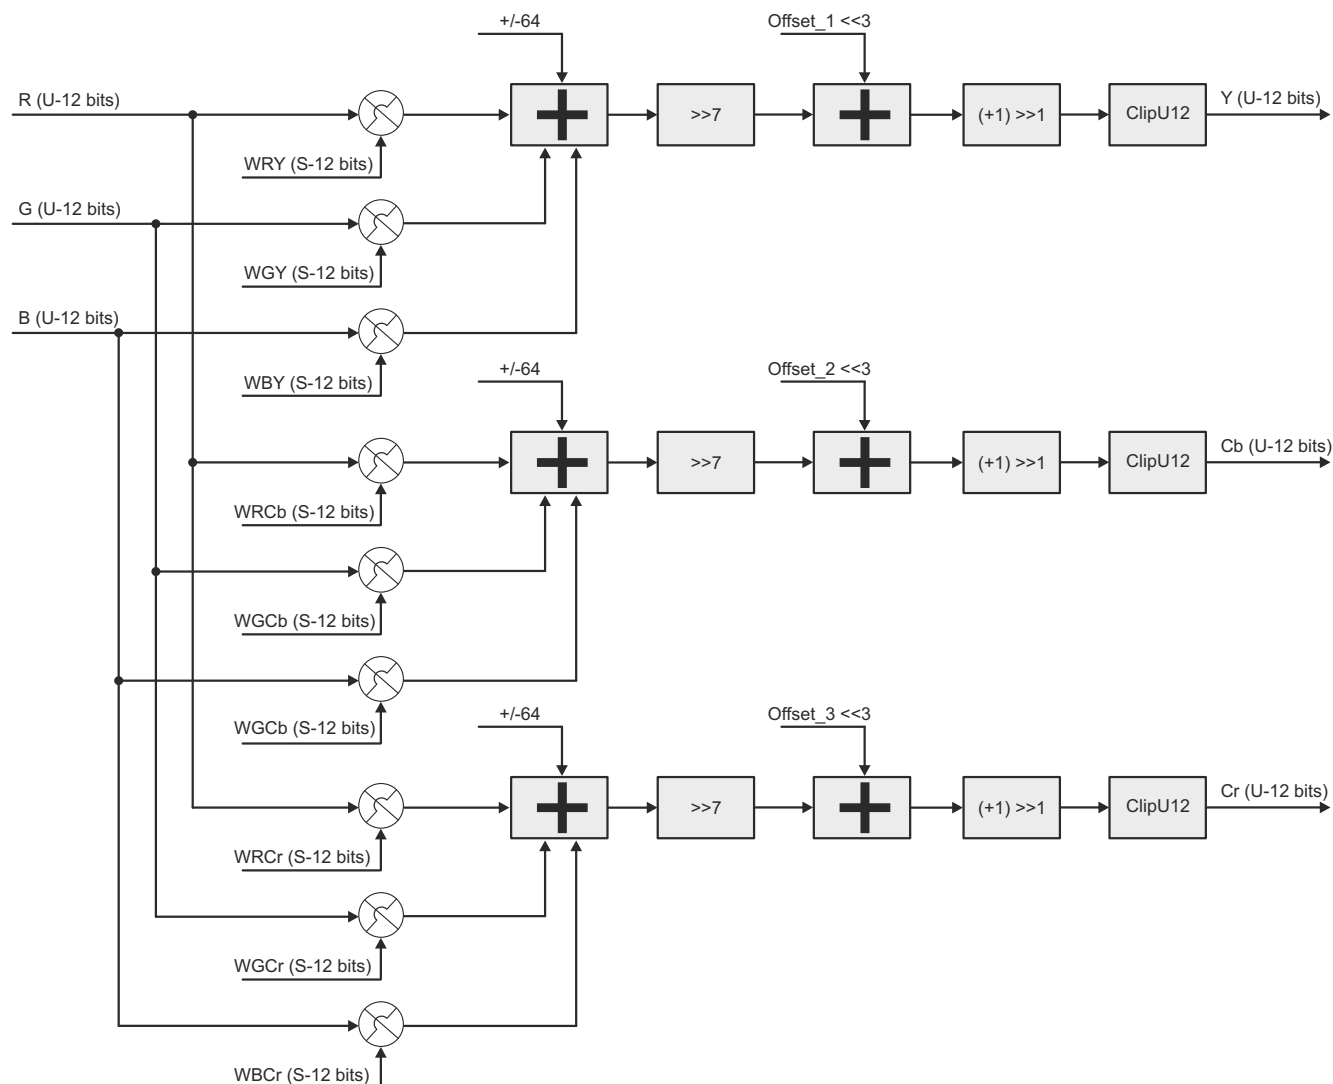 +/-64
Offset_1 <<3
R (U-12 bits)
>>7
(+1) >>1
ClipU12
Y (U-12 bits)
WRY (S-12 bits)
G (U-12 bits)
WGY (S-12 bits)
B (U-12 bits)
WBY (S-12 bits)
+/-64
Offset_2 <<3
>>7
(+1) >>1
ClipU12
Cb (U-12 bits)
WRCb (S-12 bits)
WGCb (S-12 bits)
WGCb (S-12 bits)
+/-64
Offset_3 <<3
>>7
(+1) >>1
ClipU12
Cr (U-12 bits)
WRCr (S-12 bits)
WGCr (S-12 bits)
WBCr (S-12 bits)